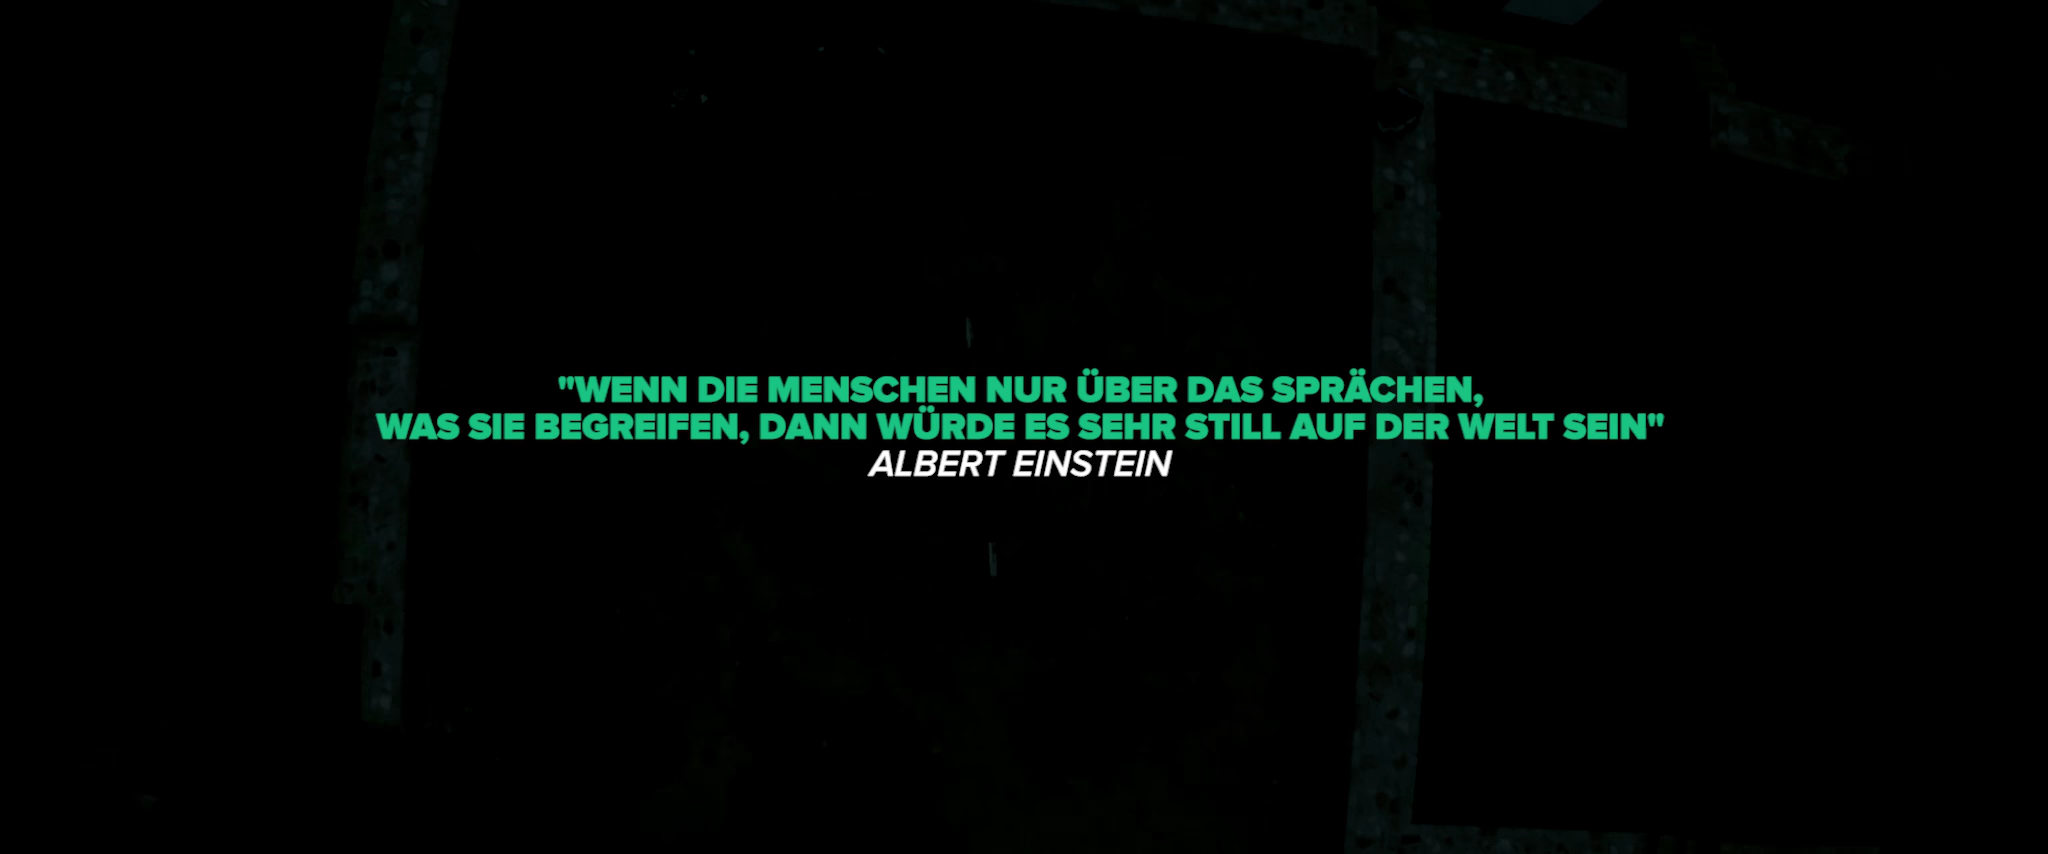 "WENN DIE MENSCHEN NUR ÜBER DAS SPRÄCHEN,
WAS SIE BEGREIFEN, DANN WÜRDE ES SEHR STILL AUF DER WELT SEIN"
ALBERT EINSTEIN